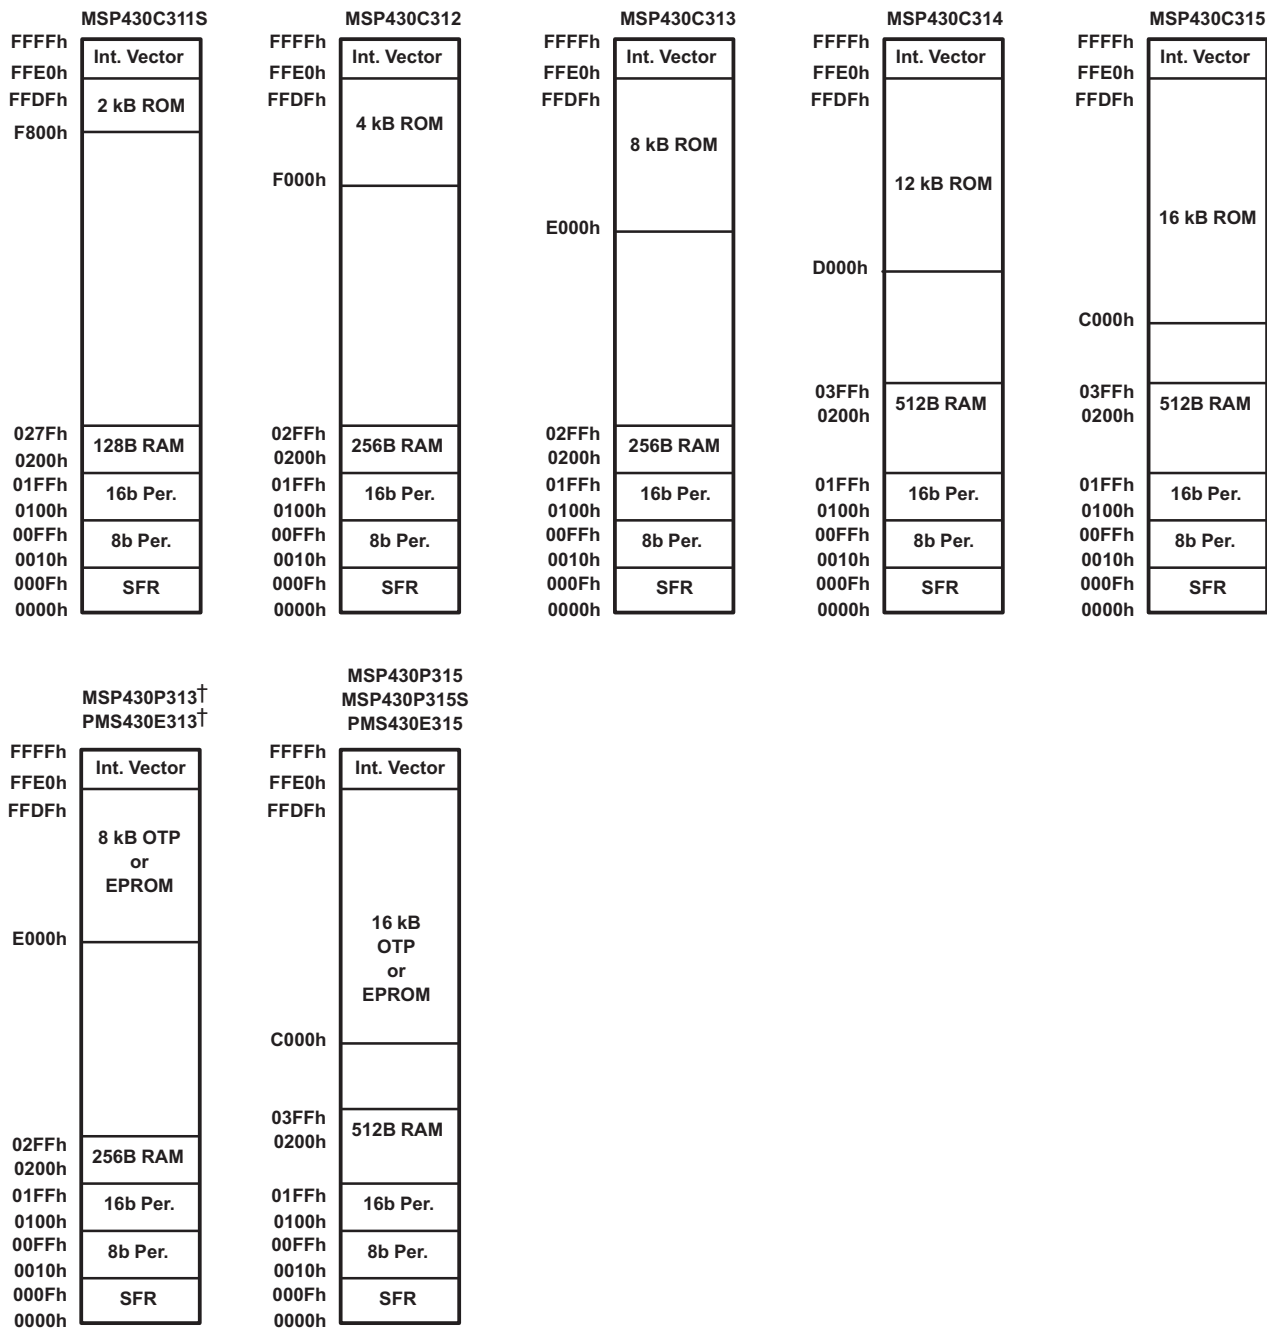 MSP430C311S
FFFFh
Int. Vector
FFE0h
FFDFh
2 kB ROM
F800h
027Fh
128B RAM
0200h
01FFh
16b Per.
0100h
00FFh
8b Per.
0010h
000Fh
SFR
0000h
MSP430C312
FFFFh
Int. Vector
FFE0h
FFDFh
4 kB ROM
F000h
02FFh
256B RAM
0200h
01FFh
16b Per.
0100h
00FFh
8b Per.
0010h
000Fh
SFR
0000h
MSP430C313
FFFFh
Int. Vector
FFE0h
FFDFh
8 kB ROM
E000h
02FFh
256B RAM
0200h
01FFh
16b Per.
0100h
00FFh
8b Per.
0010h
000Fh
SFR
0000h
MSP430C314
FFFFh
Int. Vector
FFE0h
FFDFh
12 kB ROM
D000h
03FFh
512B RAM
0200h
01FFh
16b Per.
0100h
00FFh
8b Per.
0010h
000Fh
SFR
0000h
MSP430C315
FFFFh
Int. Vector
FFE0h
FFDFh
16 kB ROM
C000h
03FFh
512B RAM
0200h
01FFh
16b Per.
0100h
00FFh
8b Per.
0010h
000Fh
SFR
0000h
MSP430P313†
PMS430E313†
FFFFh
Int. Vector
FFE0h
FFDFh
8 kB OTP
or
EPROM
E000h
02FFh
256B RAM
0200h
01FFh
16b Per.
0100h
00FFh
8b Per.
0010h
000Fh
SFR
0000h
MSP430P315
MSP430P315S
PMS430E315
FFFFh
Int. Vector
FFE0h
FFDFh
16 kB
OTP
or
EPROM
C000h
03FFh
512B RAM
0200h
01FFh
16b Per.
0100h
00FFh
8b Per.
0010h
000Fh
SFR
0000h